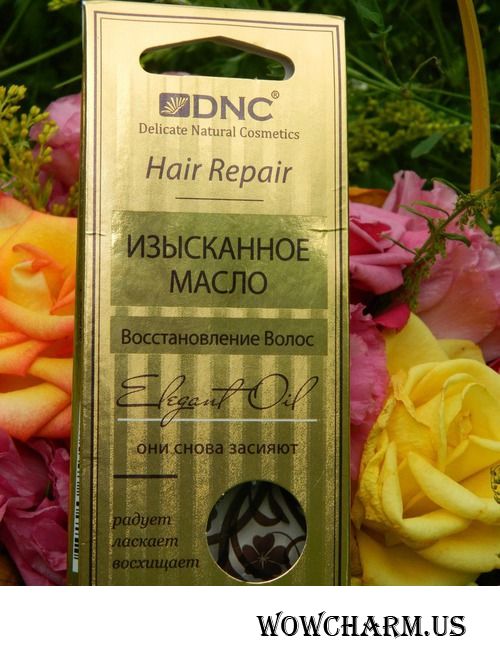 DNC®
Delicate Natural Cosmetics
Hair Repair
ИЗЫСКАННОЕ
МАСЛО
Восстановление Волос
Elegant Oil
они снова засияют
радует
ласкает
восхищает
WOWCHARM.US